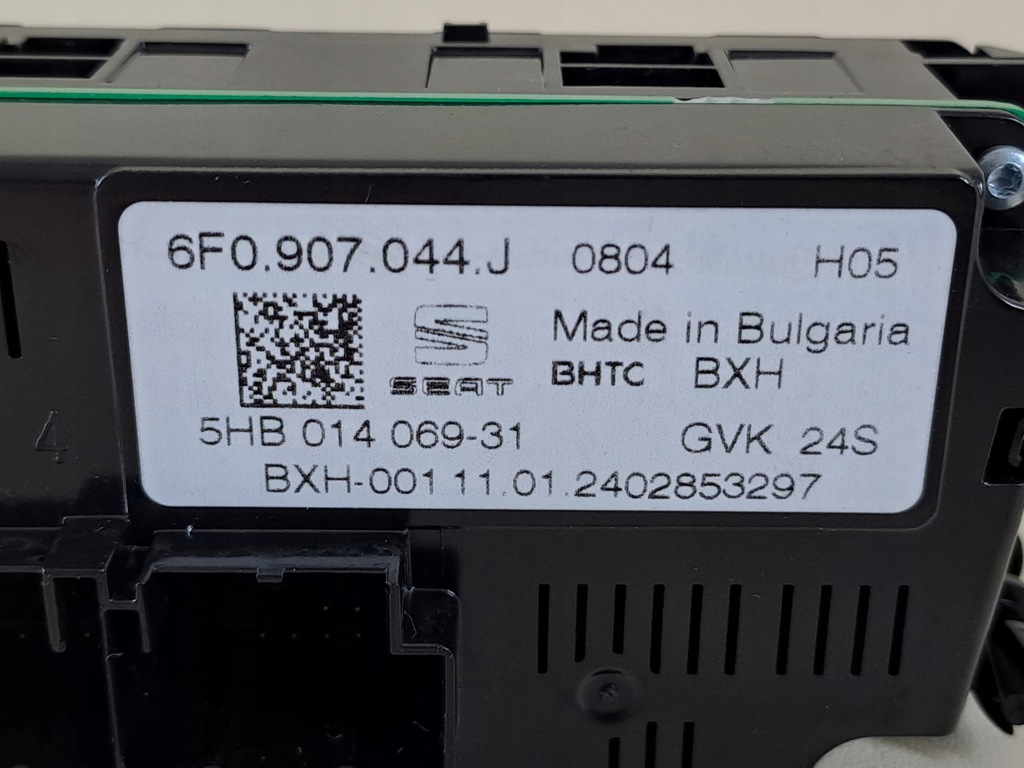 6F0.907.044.J 0804 H05
SEAT
Made in Bulgaria
BHTC BXH
5HB 014 069-31 GVK 24S
BXH-001 11.01.2402853297
4